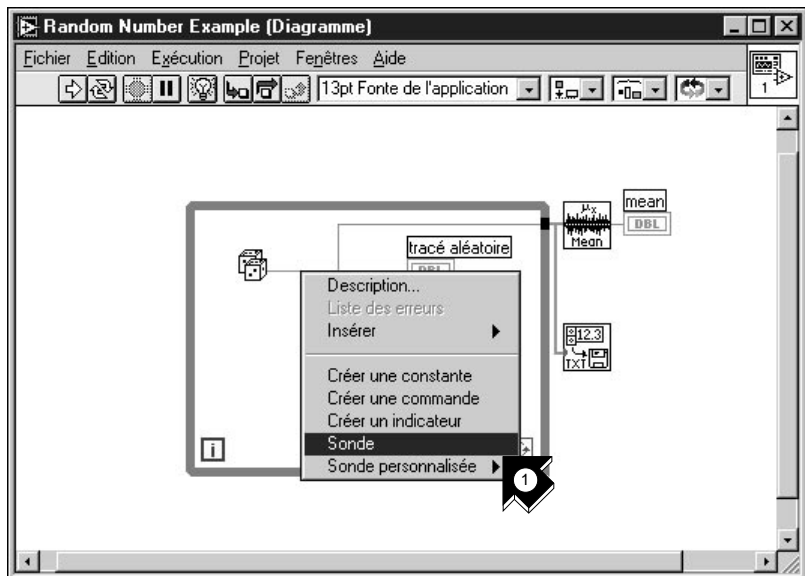 Random Number Example (Diagramme)
Fichier Edition Exécution Projet Fenêtres Aide
13pt Fonte de l'application
1
mean
DBL
µx
Mean
tracé aléatoire
DBL
Description...
Liste des erreurs
Insérer
12.3
TXT
Créer une constante
Créer une commande
Créer un indicateur
i
Sonde
Sonde personnalisée
1